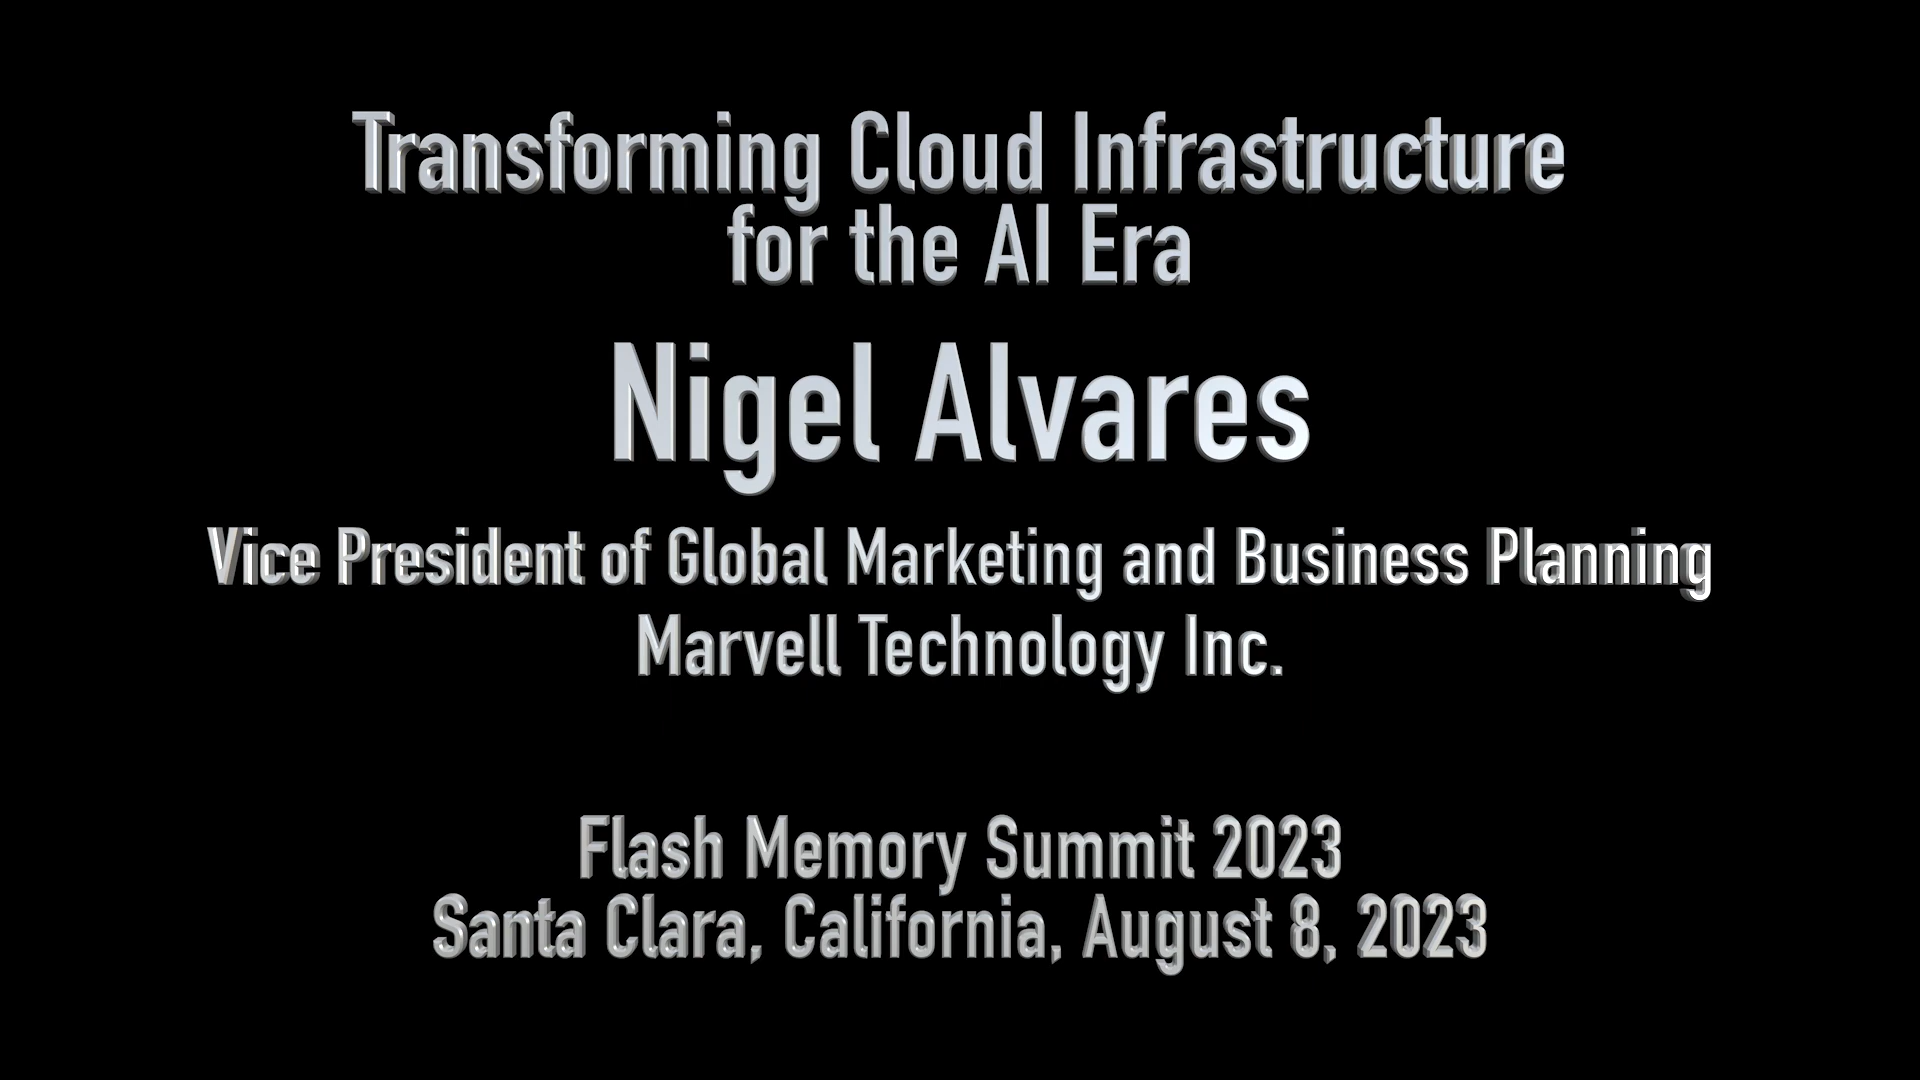 Transforming Cloud Infrastructure
for the AI Era
Nigel Alvares
Vice President of Global Marketing and Business Planning
Marvell Technology Inc.
Flash Memory Summit 2023
Santa Clara, California, August 8, 2023